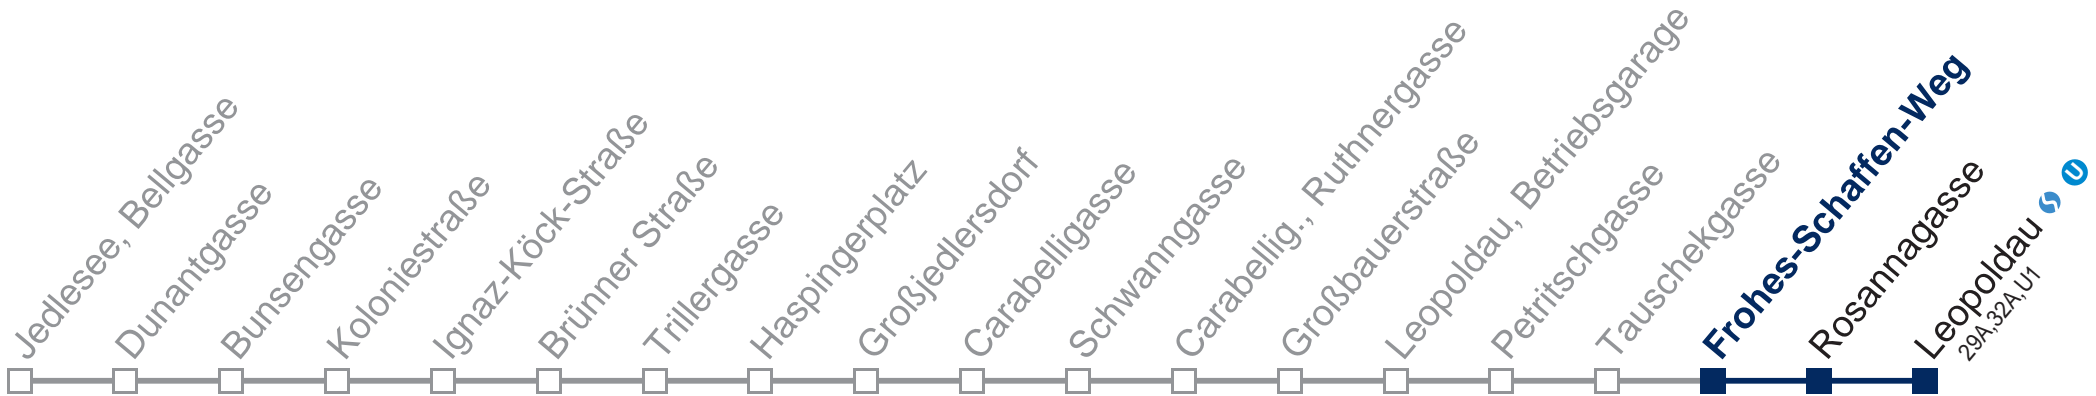 Jedlesee, Bellgasse
Dunantgasse
Bunsengasse
Koloniestraße
Ignaz-Köck-Straße
Brünner Straße
Trillergasse
Haspingerplatz
Großjedlersdorf
Carabelligasse
Schwanngasse
Carabellig., Ruthnergasse
Großbauerstraße
Leopoldau, Betriebsgarage
Petritschgasse
Tauschekgasse
Frohes-Schaffen-Weg
Rosannagasse
Leopoldau S U
29A,32A,U1